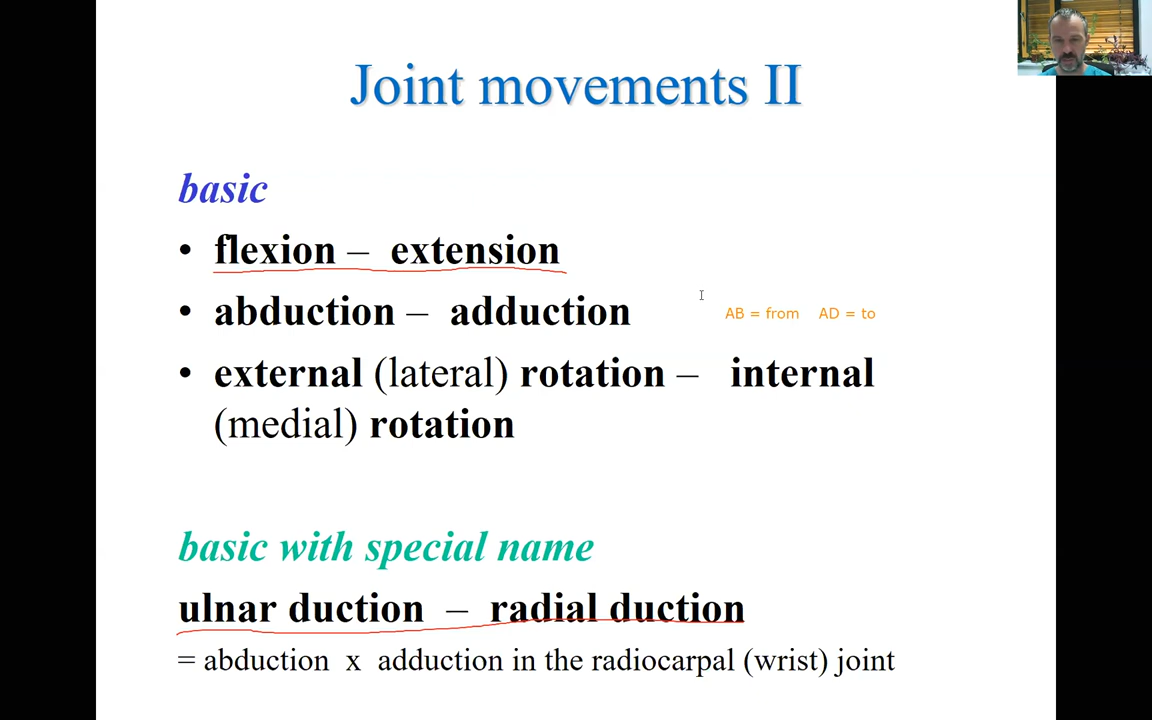 Joint movements II
basic
• flexion – extension
• abduction – adduction
AB = from AD = to
• external (lateral) rotation – internal
(medial) rotation
basic with special name
ulnar duction – radial duction
= abduction x adduction in the radiocarpal (wrist) joint